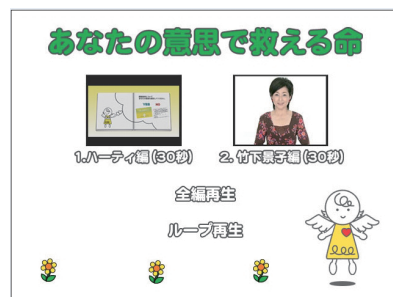 あなたの意思で救える命
1.ハーティ編(30秒)
2.竹下景子編(30秒)
全編再生
ループ再生